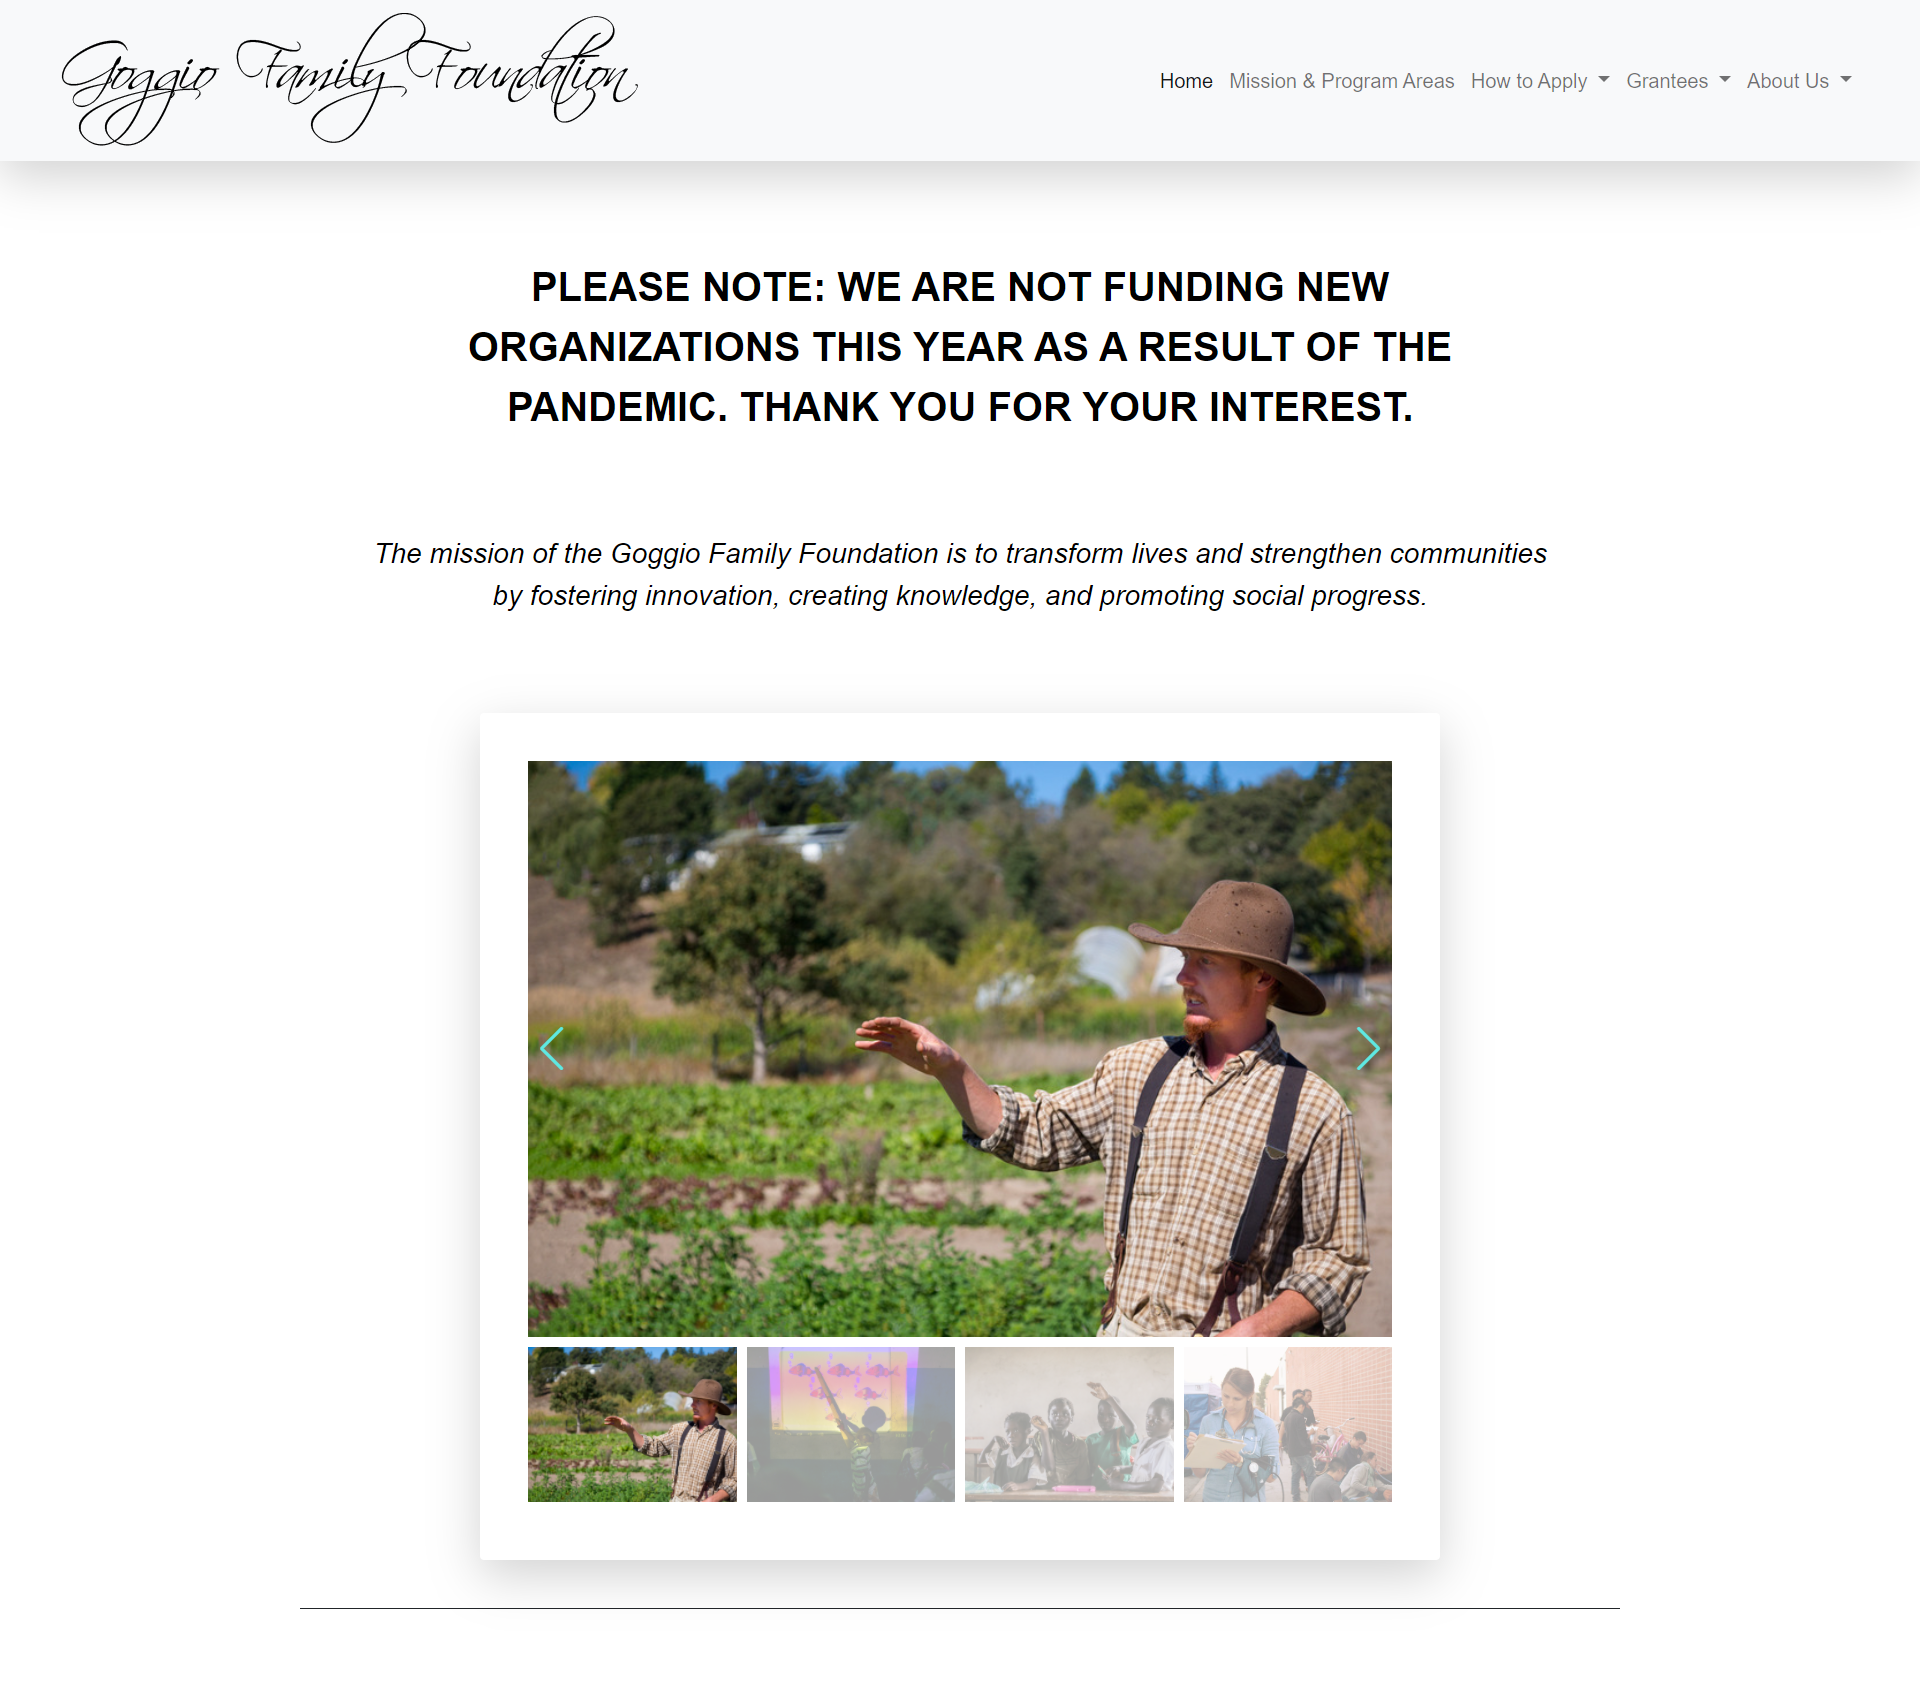 Goggio Family Foundation
Home Mission & Program Areas How to Apply Grantees About Us
PLEASE NOTE: WE ARE NOT FUNDING NEW
ORGANIZATIONS THIS YEAR AS A RESULT OF THE
PANDEMIC. THANK YOU FOR YOUR INTEREST.
The mission of the Goggio Family Foundation is to transform lives and strengthen communities
by fostering innovation, creating knowledge, and promoting social progress.